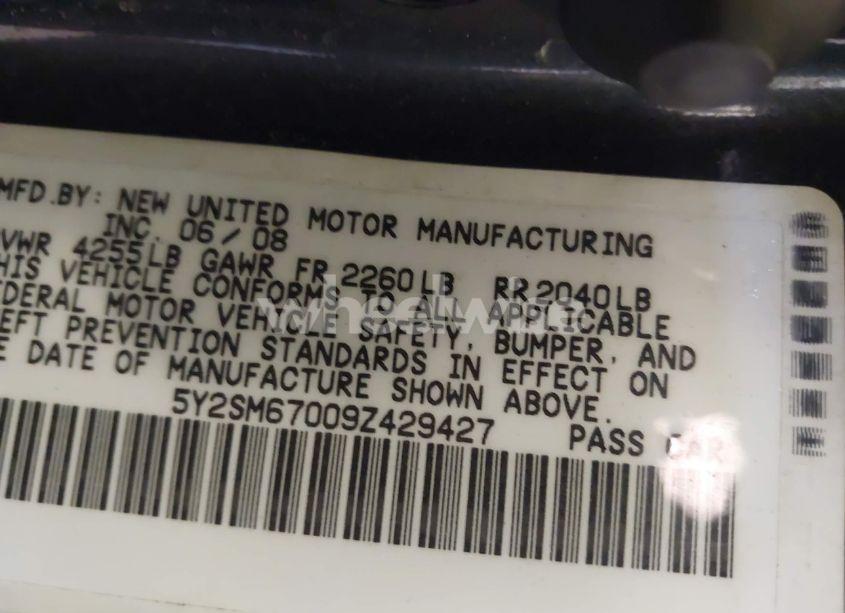 MFD.BY: NEW UNITED MOTOR MANUFACTURING
INC. 06/08
VWR 4255LB GAWR FR 2260LB RR 2040LB
HIS VEHICLE CONFORMS TO ALL APPLICABLE
EDERAL MOTOR VEHICLE SAFETY, BUMPER, AND
EFT PREVENTION STANDARDS IN EFFECT ON
E DATE OF MANUFACTURE SHOWN ABOVE.
5Y2SM67009Z429427 PASS CAR